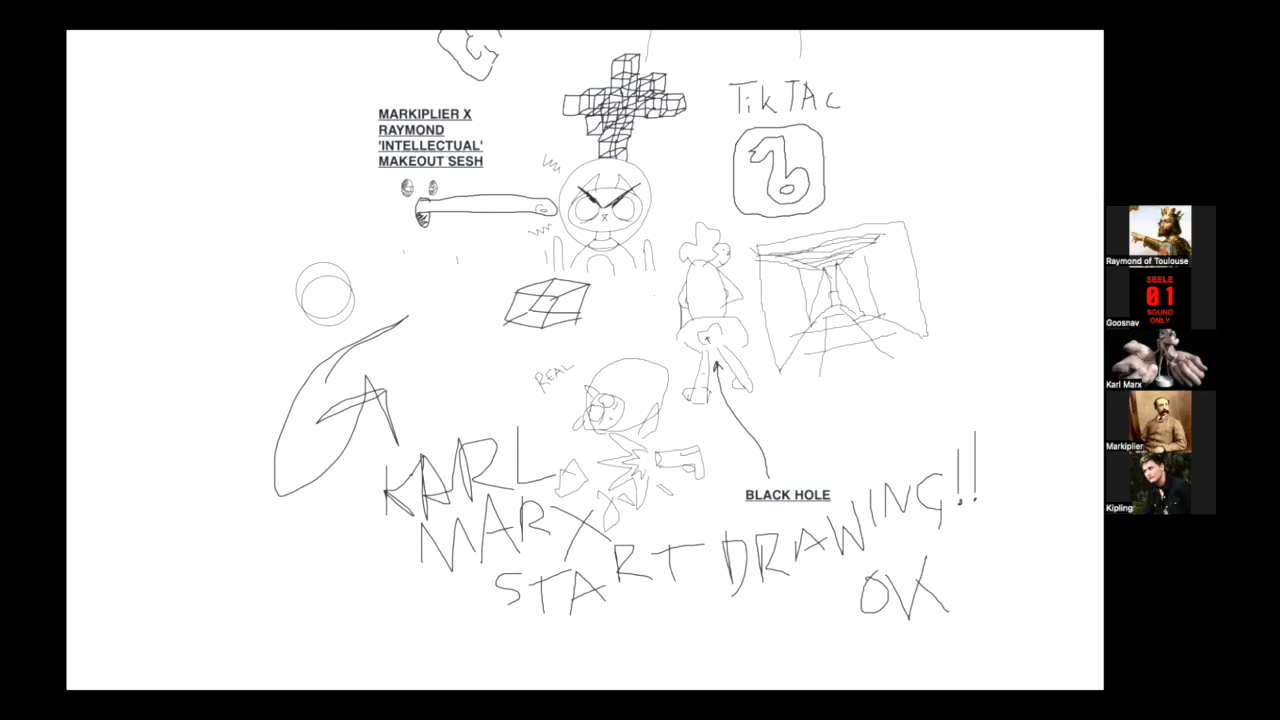 MARKIPLIER X
RAYMOND
'INTELLECTUAL'
MAKEOUT SESH
TikTAc
REAL
BLACK HOLE
KARL
MARX
START DRAWING!!
OK
Raymond of Toulouse
SEELE
01
SOUND
ONLY
Goosnav
Karl Marx
Markiplier
Kipling